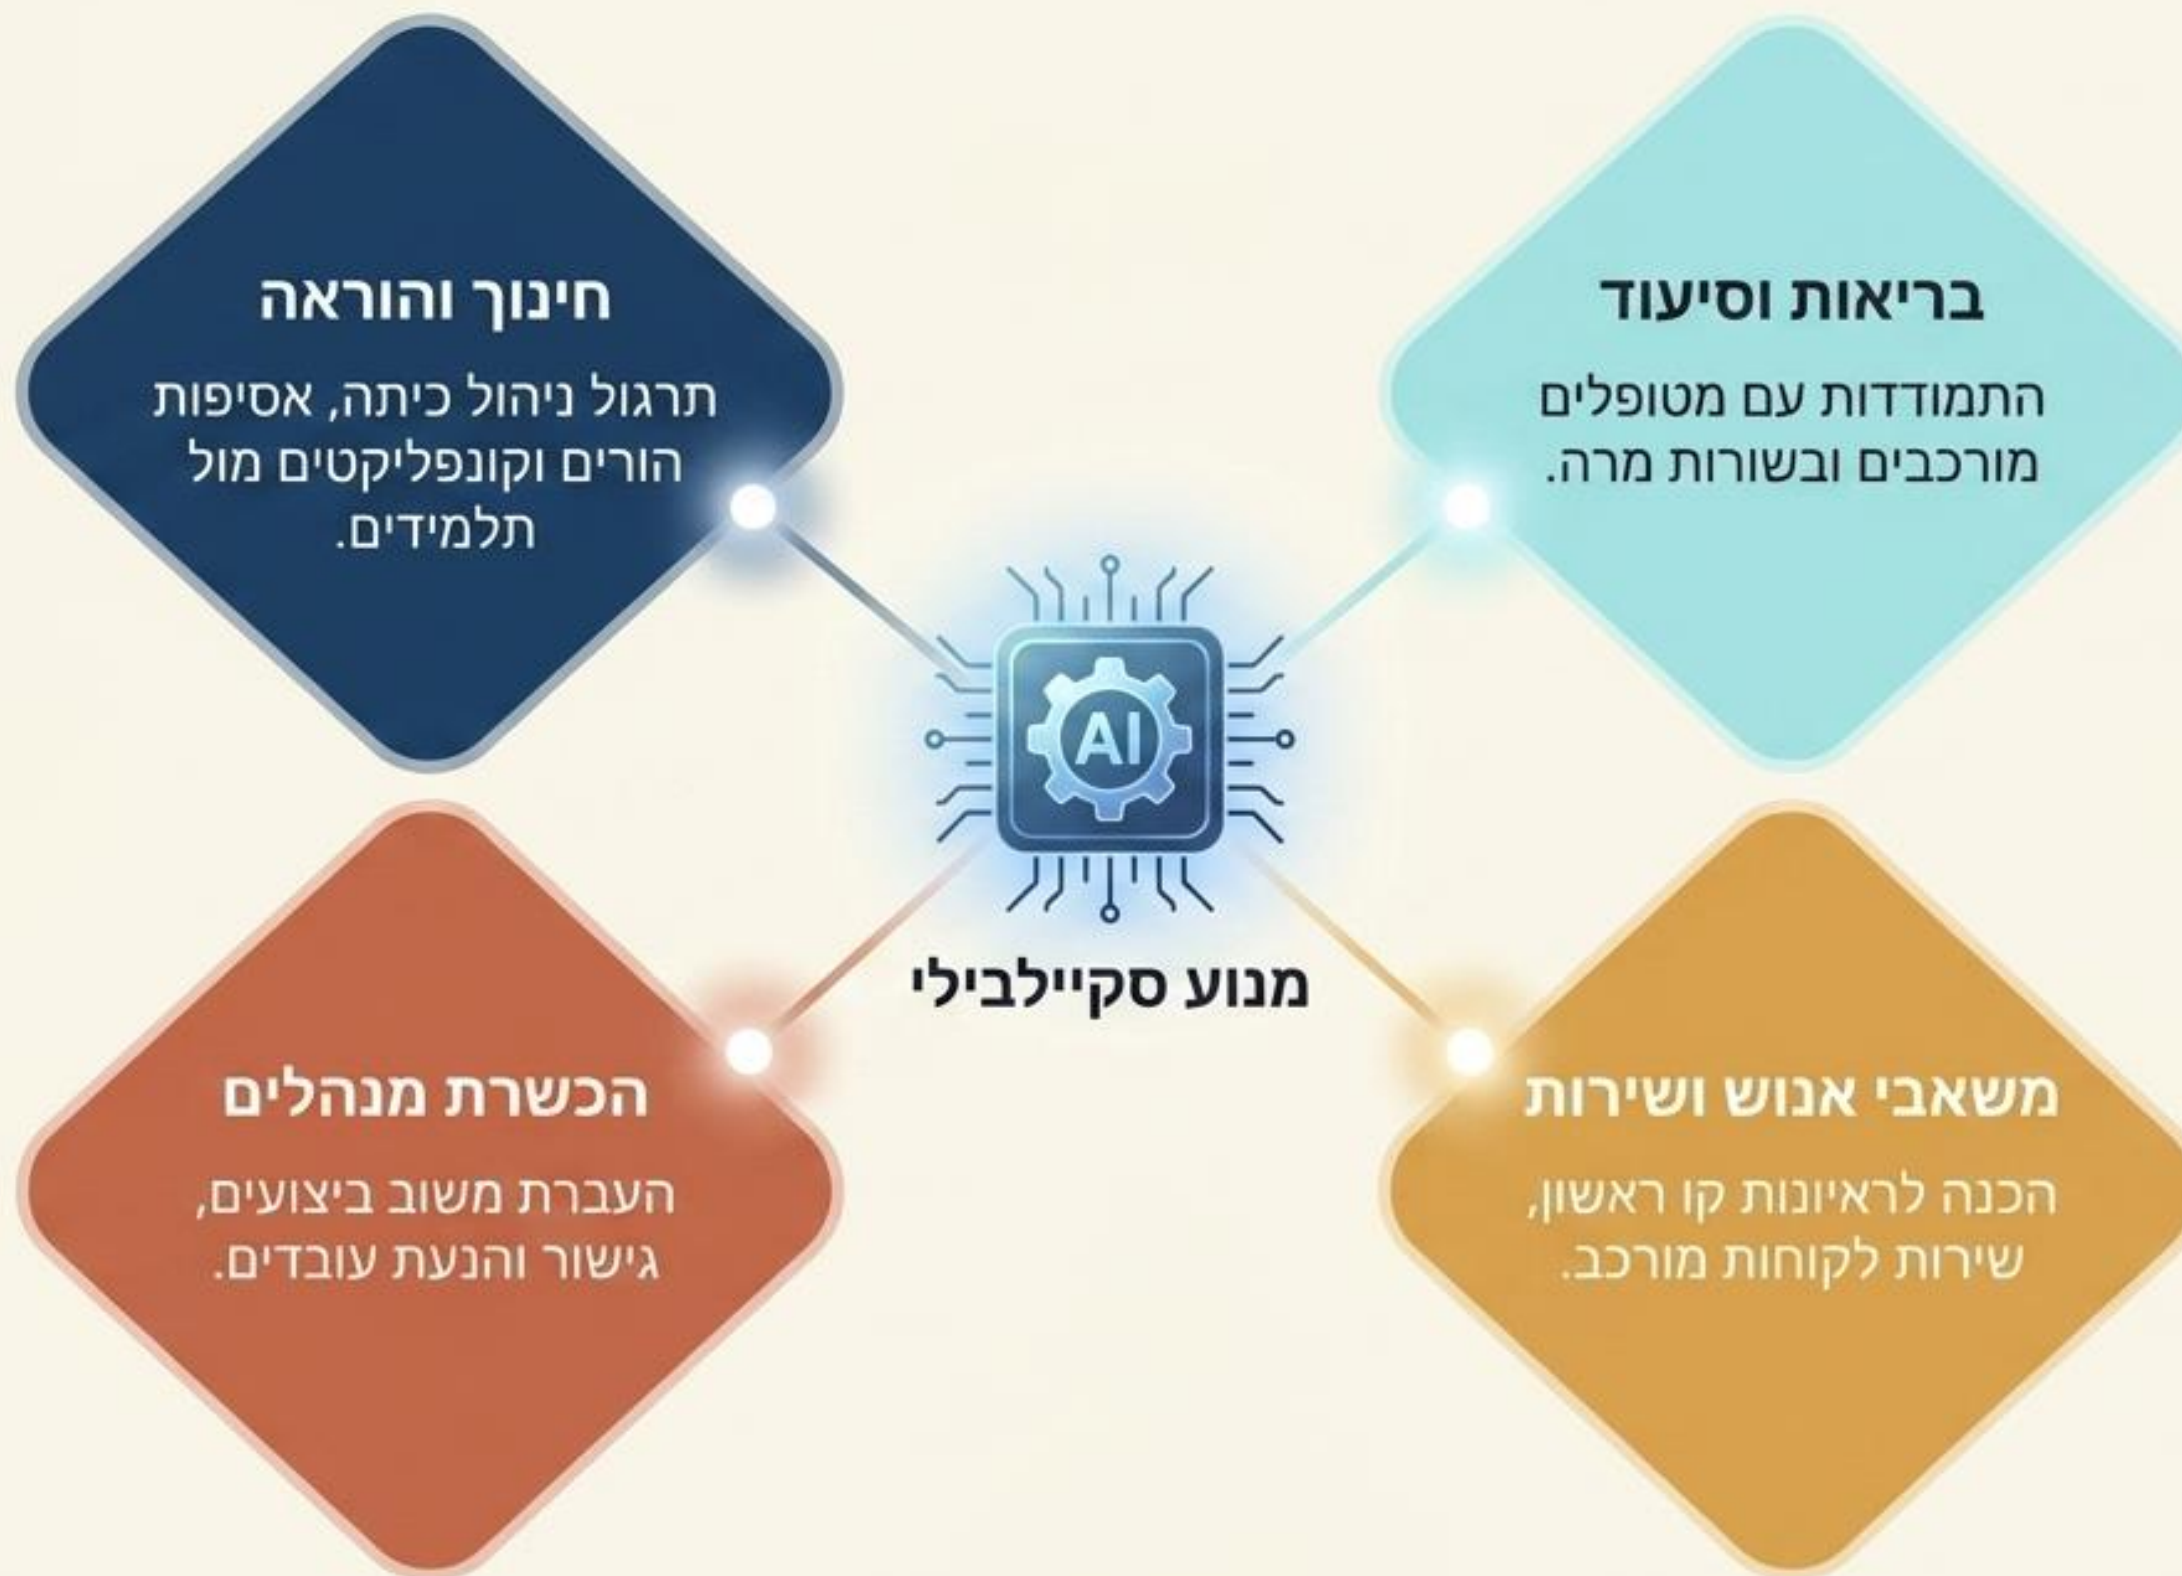 בריאות וסיעוד
התמודדות עם מטופלים
מורכבים ובשורות מרה.
חינוך והוראה
תרגול ניהול כיתה, אסיפות
הורים וקונפליקטים מול
תלמידים.
AI
מנוע סקיילבילי
משאבי אנוש ושירות
הכנה לראיונות קו ראשון,
שירות לקוחות מורכב.
הכשרת מנהלים
העברת משוב ביצועים,
גישור והנעת עובדים.